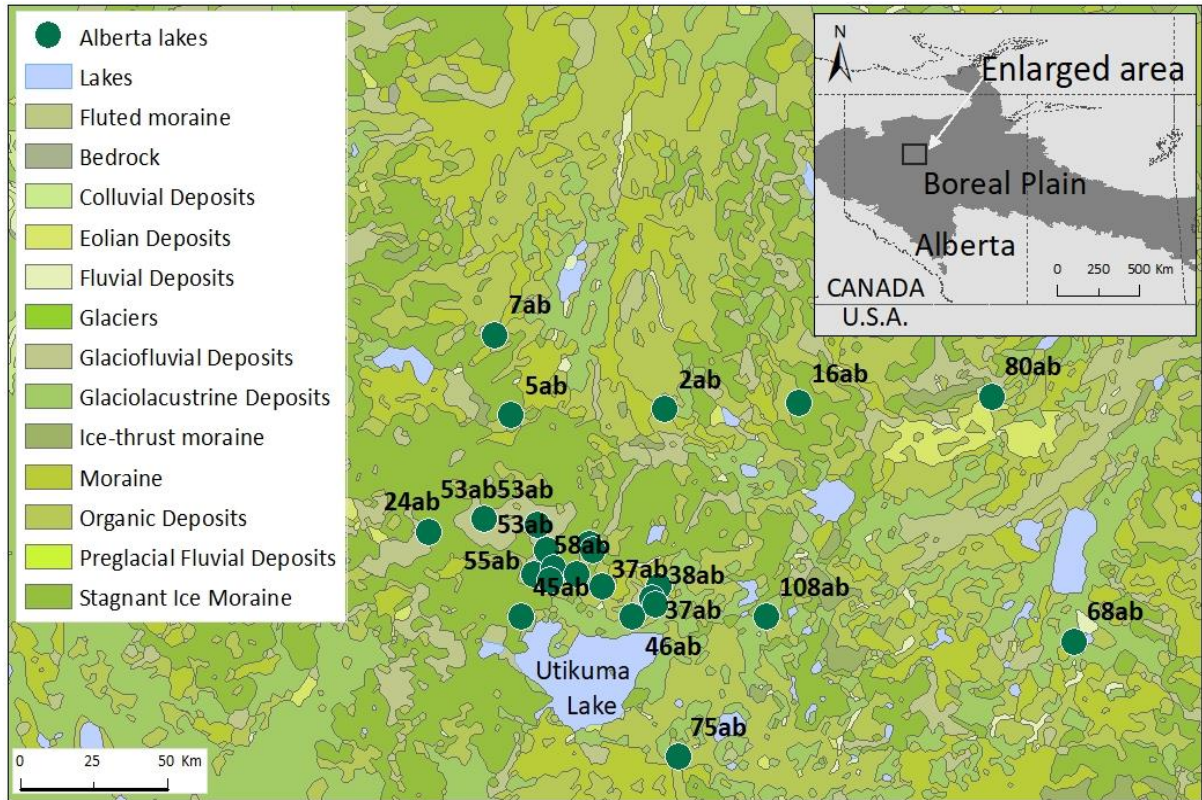 Alberta lakes
Lakes
Fluted moraine
Bedrock
Colluvial Deposits
Eolian Deposits
Fluvial Deposits
Glaciers
Glaciofluvial Deposits
Glaciolacustrine Deposits
Ice-thrust moraine
Moraine
Organic Deposits
Preglacial Fluvial Deposits
Stagnant Ice Moraine
N
Enlarged area
Boreal Plain
Alberta
0 250 500 Km
CANADA
U.S.A.
7ab
5ab
2ab
16ab
80ab
24ab
53ab53ab
53ab
55ab
58ab
45ab
37ab
38ab
37ab
108ab
46ab
68ab
Utikuma
Lake
75ab
0 25 50 Km